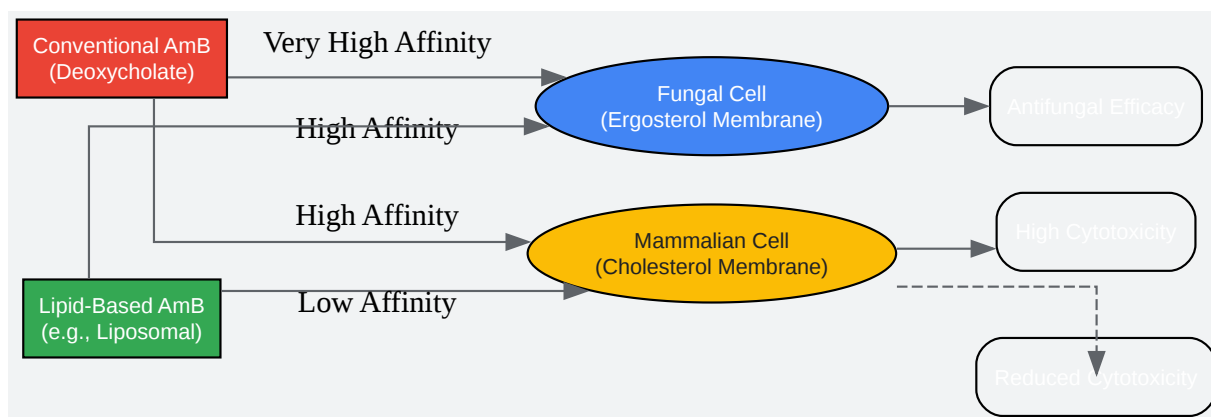 Conventional AmB
(Deoxycholate)
Very High Affinity
Fungal Cell
(Ergosterol Membrane)
Antifungal Efficacy
High Affinity
High Affinity
Mammalian Cell
(Cholesterol Membrane)
High Cytotoxicity
Lipid-Based AmB
(e.g., Liposomal)
Low Affinity
Reduced Cytotoxicity